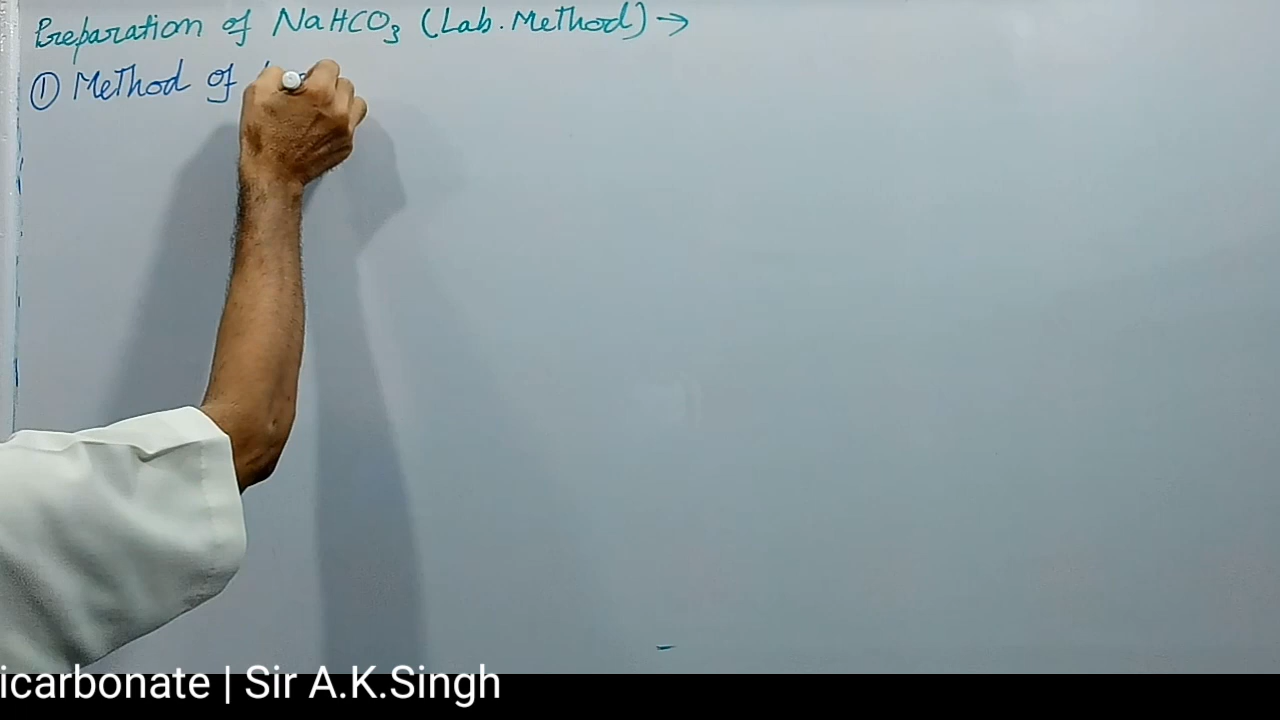 Preparation of NaHCO₃ (Lab. Method) →
① Method of
icarbonate | Sir A.K.Singh